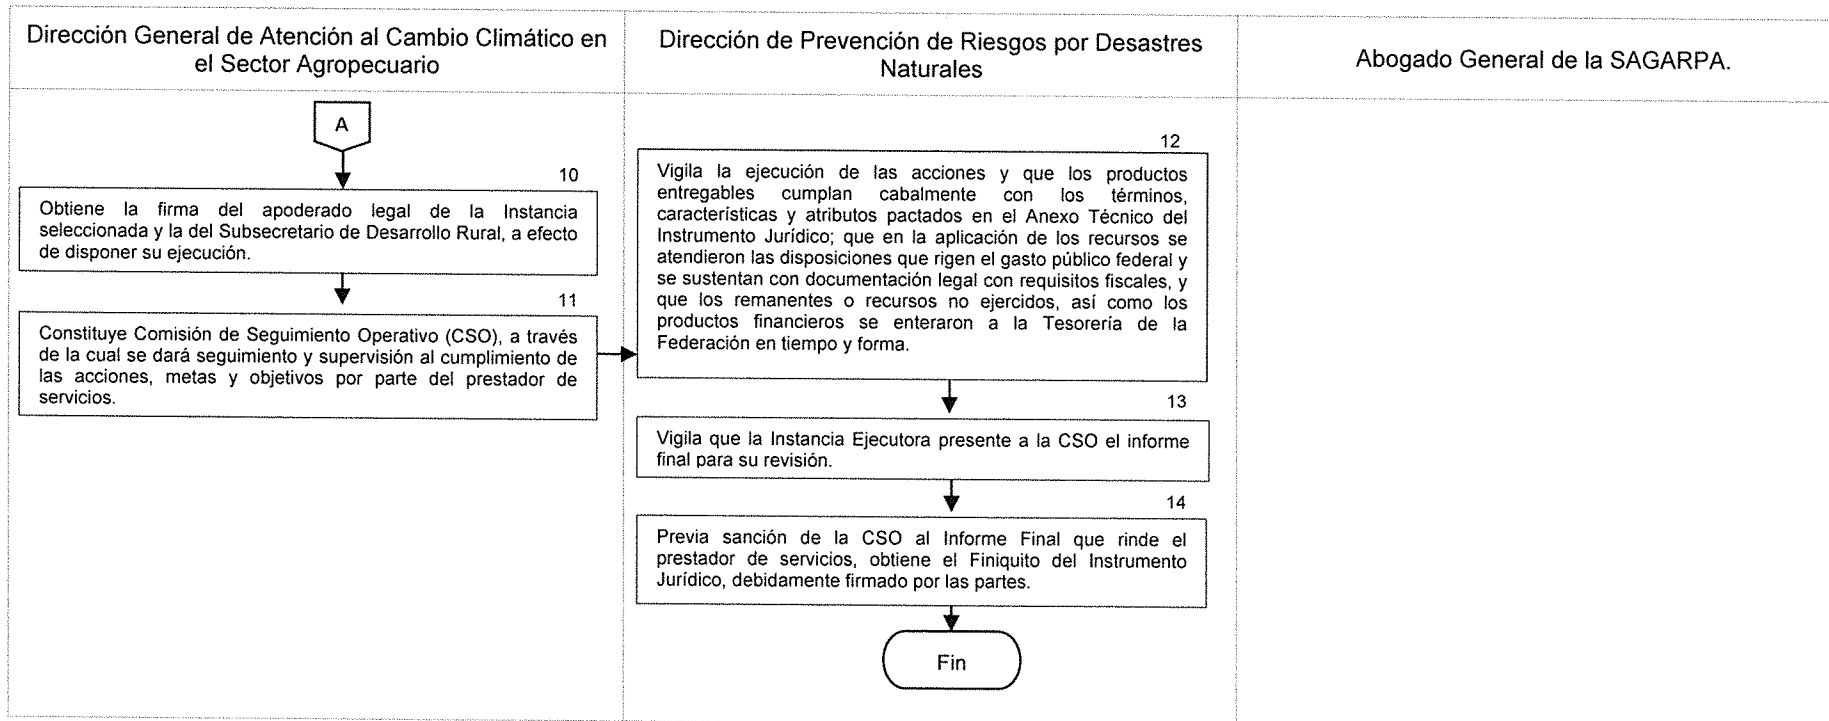 Dirección General de Atención al Cambio Climático en
el Sector Agropecuario
Dirección de Prevención de Riesgos por Desastres
Naturales
Abogado General de la SAGARPA.
A
10
Obtiene la firma del apoderado legal de la Instancia
seleccionada y la del Subsecretario de Desarrollo Rural, a efecto
de disponer su ejecución.
11
Constituye Comisión de Seguimiento Operativo (CSO), a través
de la cual se dará seguimiento y supervisión al cumplimiento de
las acciones, metas y objetivos por parte del prestador de
servicios.
12
Vigila la ejecución de las acciones y que los productos
entregables cumplan cabalmente con los términos,
características y atributos pactados en el Anexo Técnico del
Instrumento Jurídico; que en la aplicación de los recursos se
atendieron las disposiciones que rigen el gasto público federal y
se sustentan con documentación legal con requisitos fiscales, y
que los remanentes o recursos no ejercidos, así como los
productos financieros se enteraron a la Tesorería de la
Federación en tiempo y forma.
13
Vigila que la Instancia Ejecutora presente a la CSO el informe
final para su revisión.
14
Previa sanción de la CSO al Informe Final que rinde el
prestador de servicios, obtiene el Finiquito del Instrumento
Jurídico, debidamente firmado por las partes.
Fin